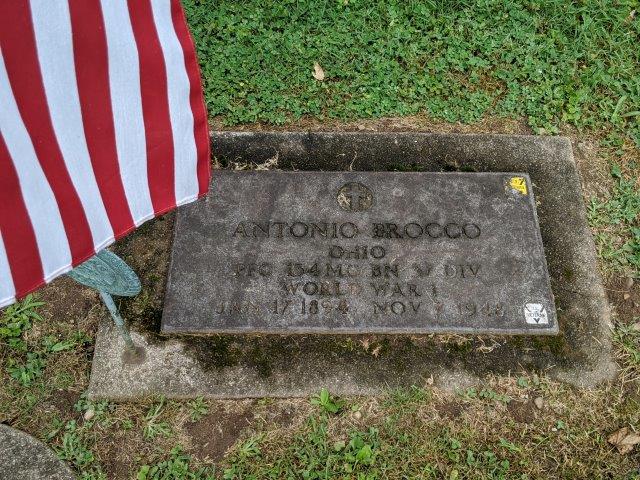 ANTONIO BROCCO
OHIO
PFC 134 MG BN 37 DIV
WORLD WAR I
JAN 17 1894 NOV 7 1948